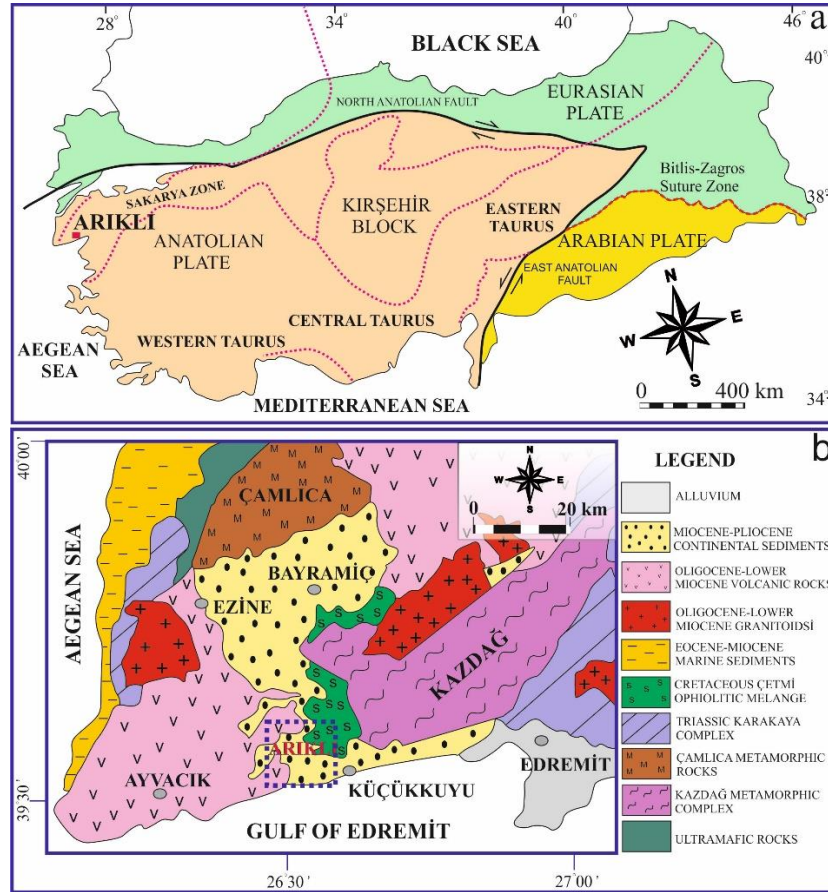 28°
34°
40°
46°
a
40°
BLACK SEA
EURASIAN
PLATE
NORTH ANATOLIAN FAULT
Bitlis-Zagros
Suture Zone
38°
SAKARYA ZONE
ARIKLI
ANATOLIAN
PLATE
KIRŞEHİR
BLOCK
EASTERN
TAURUS
ARABIAN PLATE
EAST ANATOLIAN
FAULT
N
W
E
S
CENTRAL TAURUS
WESTERN TAURUS
AEGEAN
SEA
MEDITERRANEAN SEA
0 400 km
34°
b
40°00'
39°30'
26°30'
27°00'
N
W
E
S
0 20 km
AEGEAN SEA
ÇAMLICA
BAYRAMİÇ
EZİNE
KAZDAĞ
ARIKLI
AYVACIK
KÜÇÜKKUYU
EDREMİT
GULF OF EDREMİT
LEGEND
ALLUVIUM
MIOCENE-PLIOCENE
CONTINENTAL SEDIMENTS
OLIGOCENE-LOWER
MIOCENE VOLCANIC ROCKS
OLIGOCENE-LOWER
MIOCENE GRANITOIDSİ
EOCENE-MIOCENE
MARINE SEDIMENTS
CRETACEOUS ÇETMİ
OPHIOLITIC MELANGE
TRIASSIC KARAKAYA
COMPLEX
ÇAMLICA METAMORPHIC
ROCKS
KAZDAĞ METAMORPHIC
COMPLEX
ULTRAMAFIC ROCKS